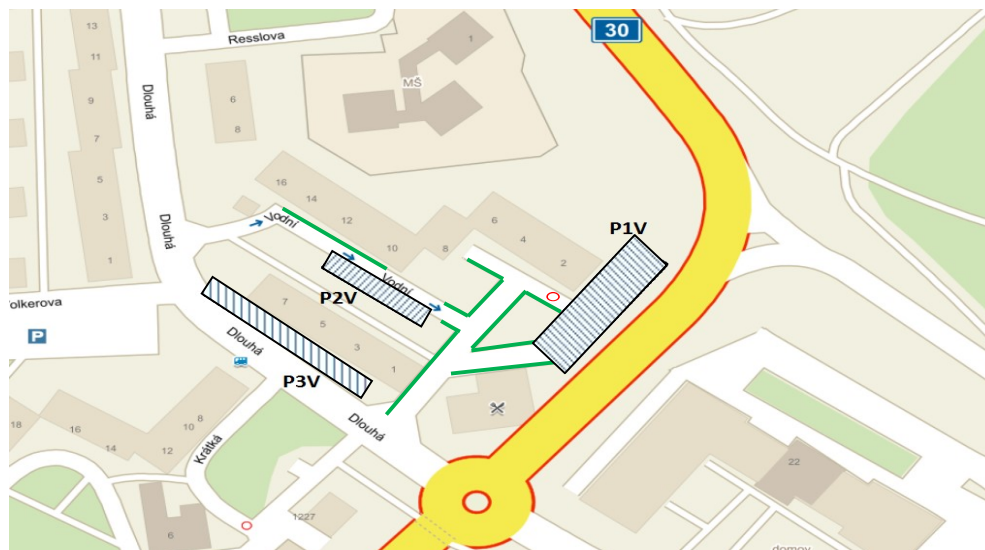 30
13
Resslova
1
11
MŠ
Dlouhá
9
6
7
8
5
16
14
3
Dlouhá
Vodní
12
6
P1V
10
8
4
1
2
Vodní
P2V
olkerova
7
5
P
Dlouhá
3
1
P3V
8
Dlouhá
18
16
10
14
12
Krátká
22
1227
6
domov